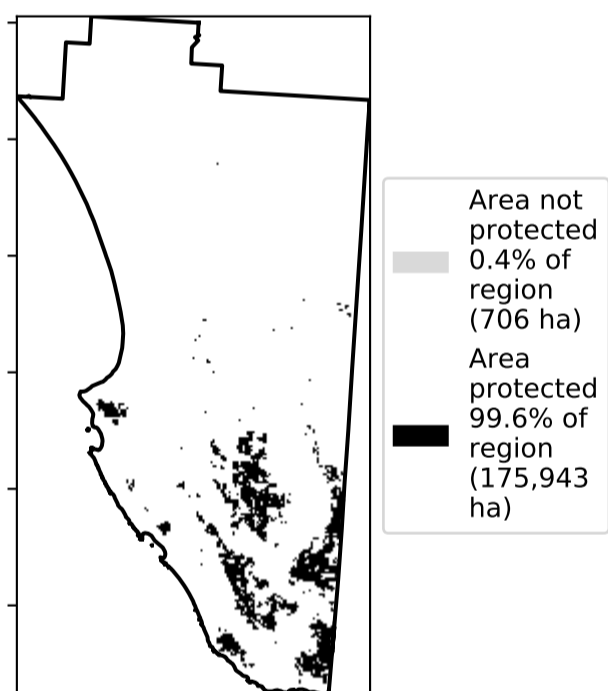 Area not
protected
0.4% of
region
(706 ha)
Area
protected
99.6% of
region
(175,943
ha)